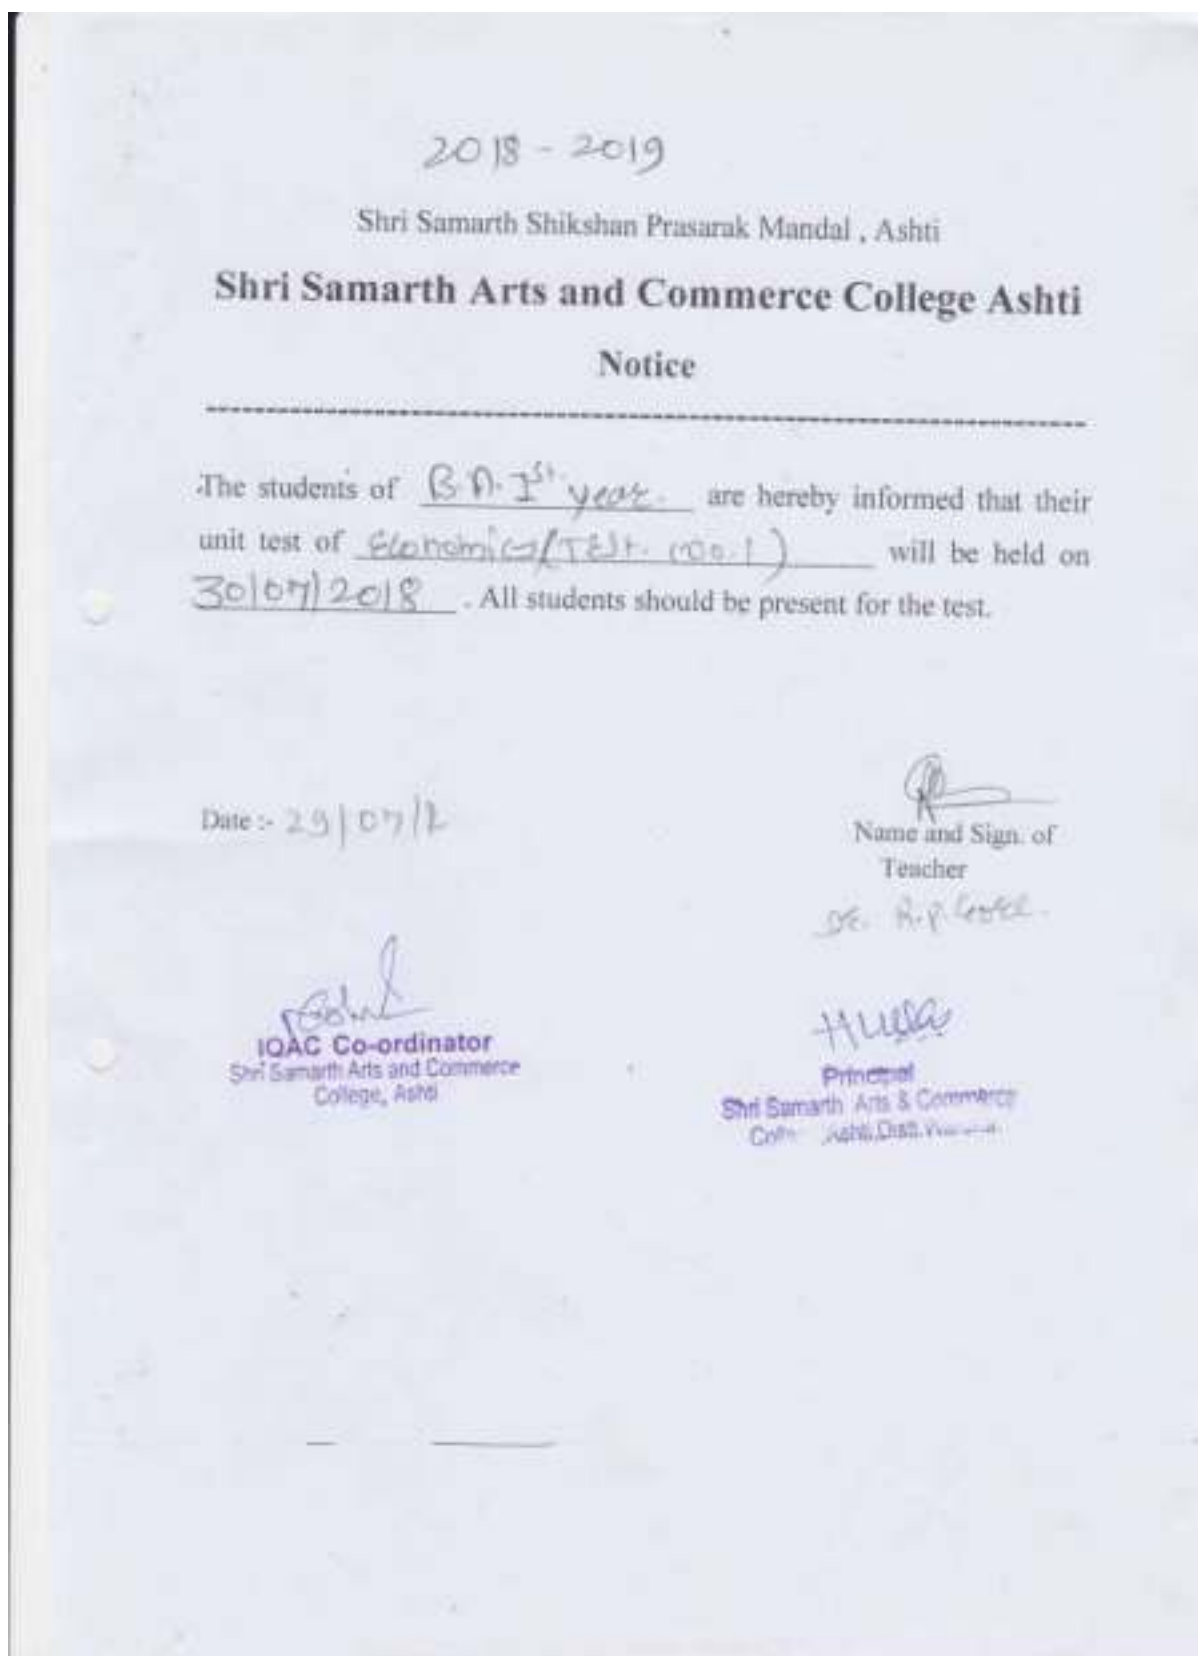 2018 - 2019
Shri Samarth Shikshan Prasarak Mandal , Ashti
Shri Samarth Arts and Commerce College Ashti
Notice
The students of B.A. Ist. year. are hereby informed that their
unit test of Economics (Test. No. 1) will be held on
30/07/2018 . All students should be present for the test.
Date :- 29/07/
Name and Sign. of
Teacher
R.P.
IQAC Co-ordinator
Shri Samarth Arts and Commerce
College, Ashti
Principal
Shri Samarth Arts & Commerce
Ashti, Distt.